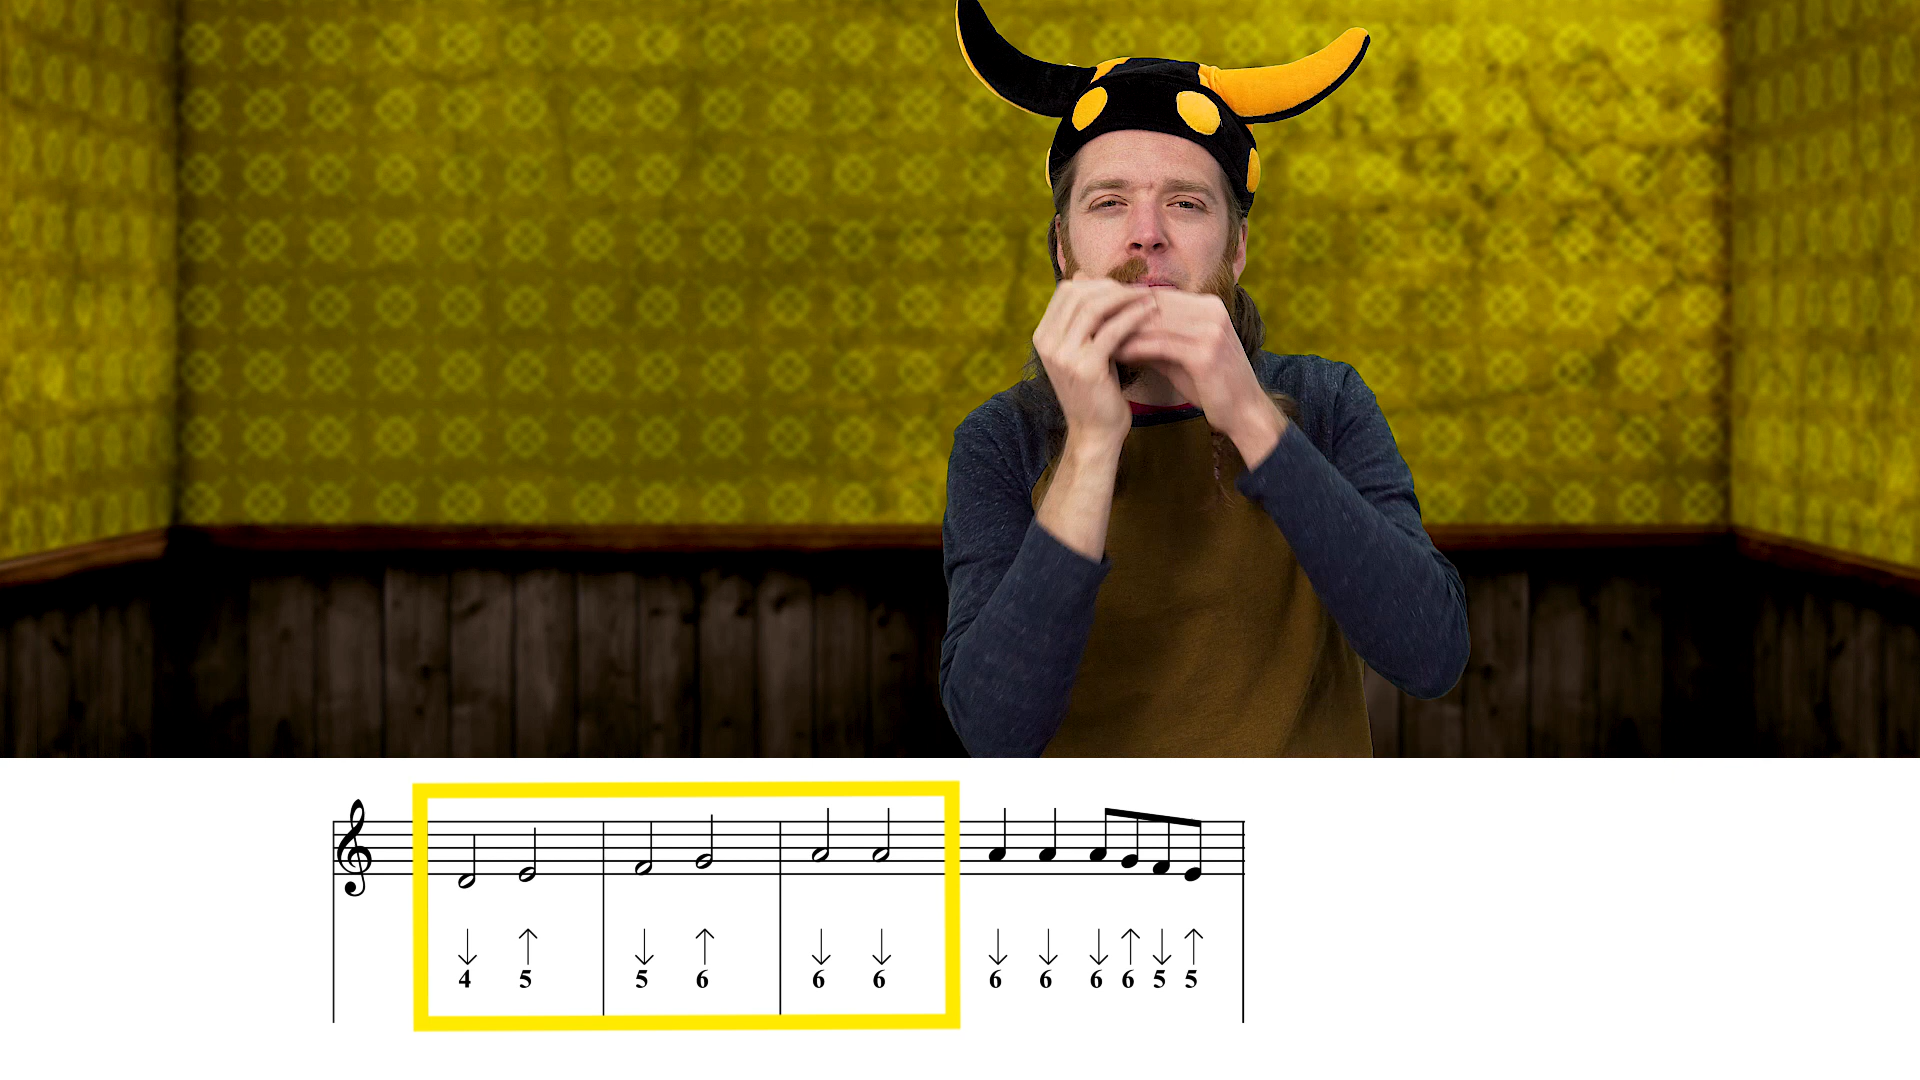 ↓ ↑ ↓ ↑ ↓ ↓ ↓ ↓ ↓ ↑ ↓ ↑
4 5 5 6 6 6 6 6 6 6 5 5